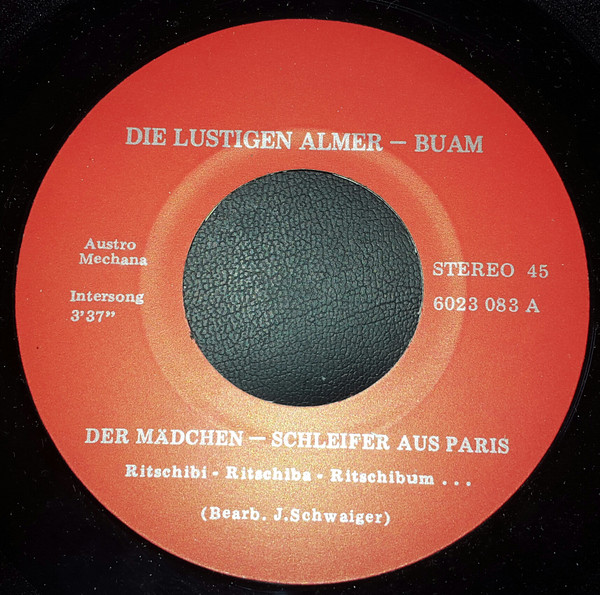 DIE LUSTIGEN ALMER — BUAM
Austro
Mechana
Intersong
3'37"
STEREO 45
6023 083 A
DER MÄDCHEN — SCHLEIFER AUS PARIS
Ritschibi - Ritschiba - Ritschibum . . .
(Bearb. J.Schwaiger)